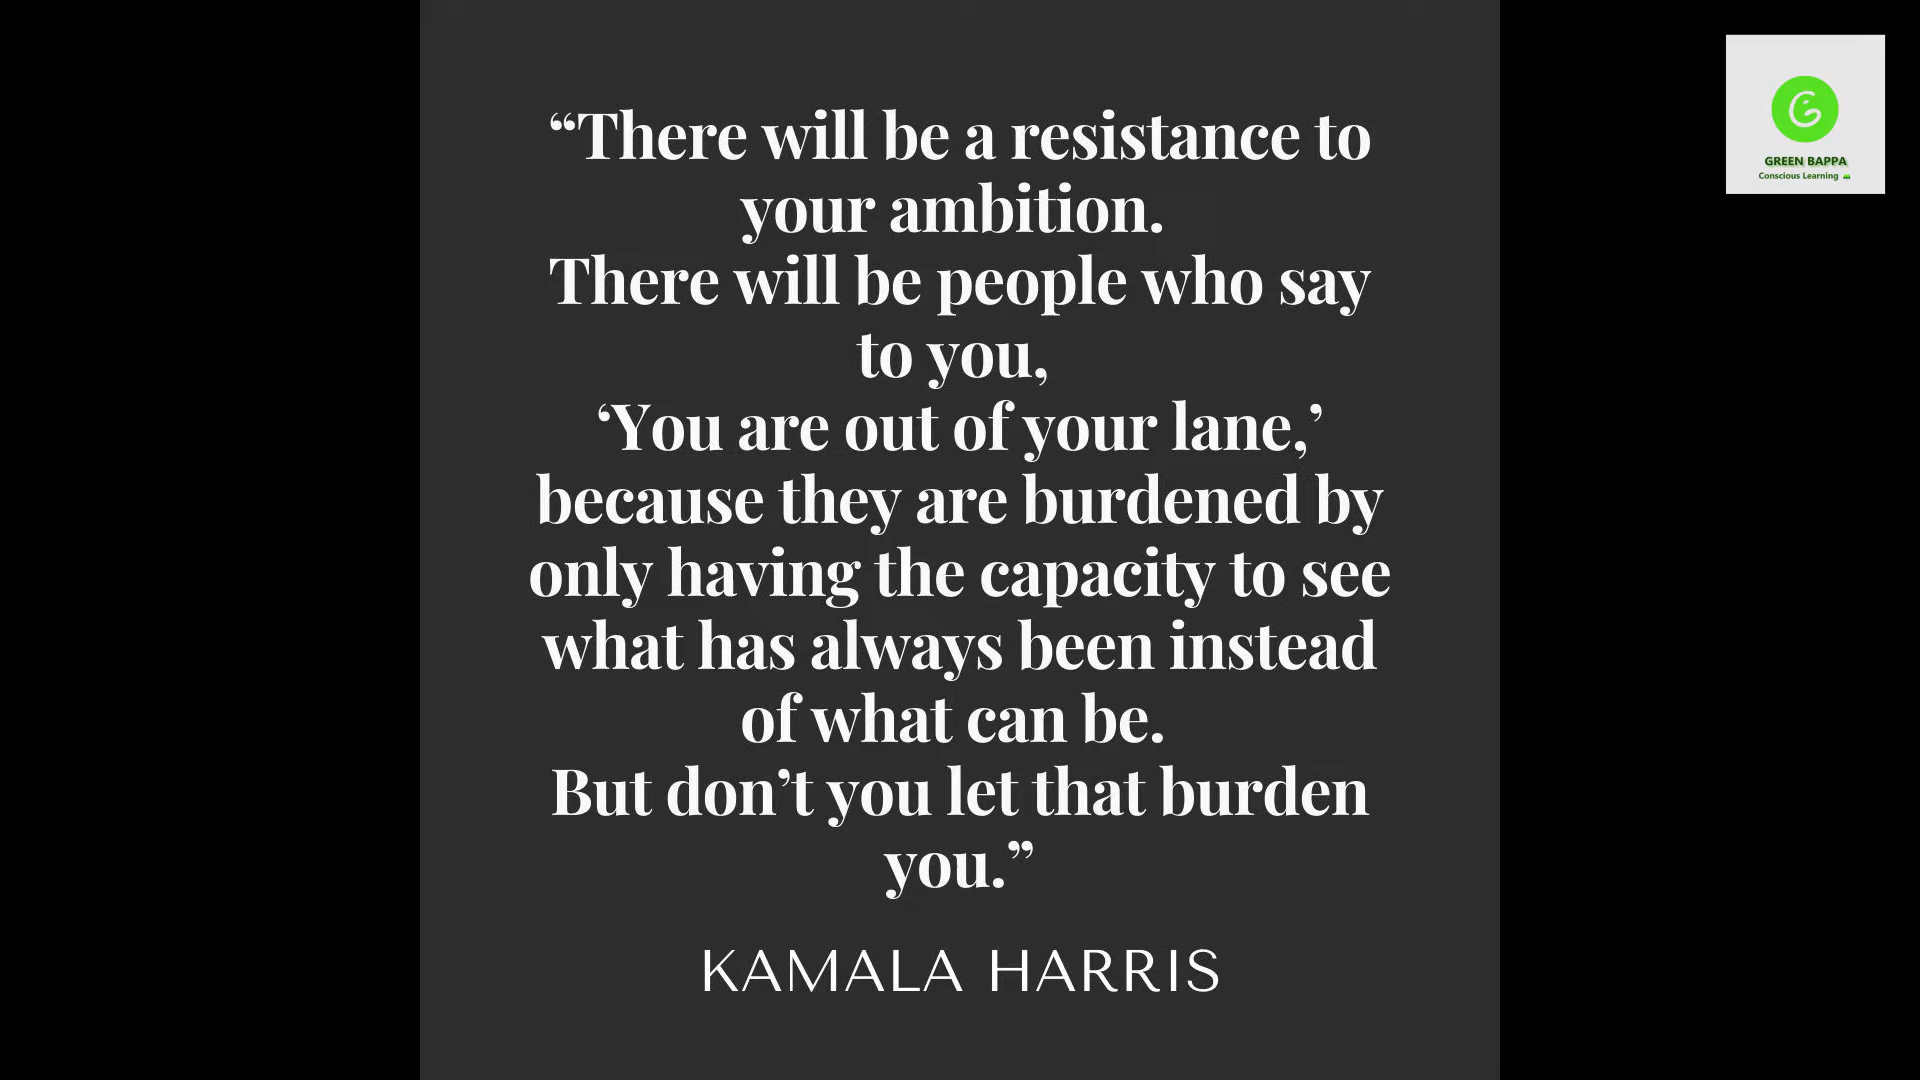 “There will be a resistance to
your ambition.
There will be people who say
to you,
‘You are out of your lane,’
because they are burdened by
only having the capacity to see
what has always been instead
of what can be.
But don’t you let that burden
you.”
KAMALA HARRIS
GREEN BAPPA
Conscious Learning